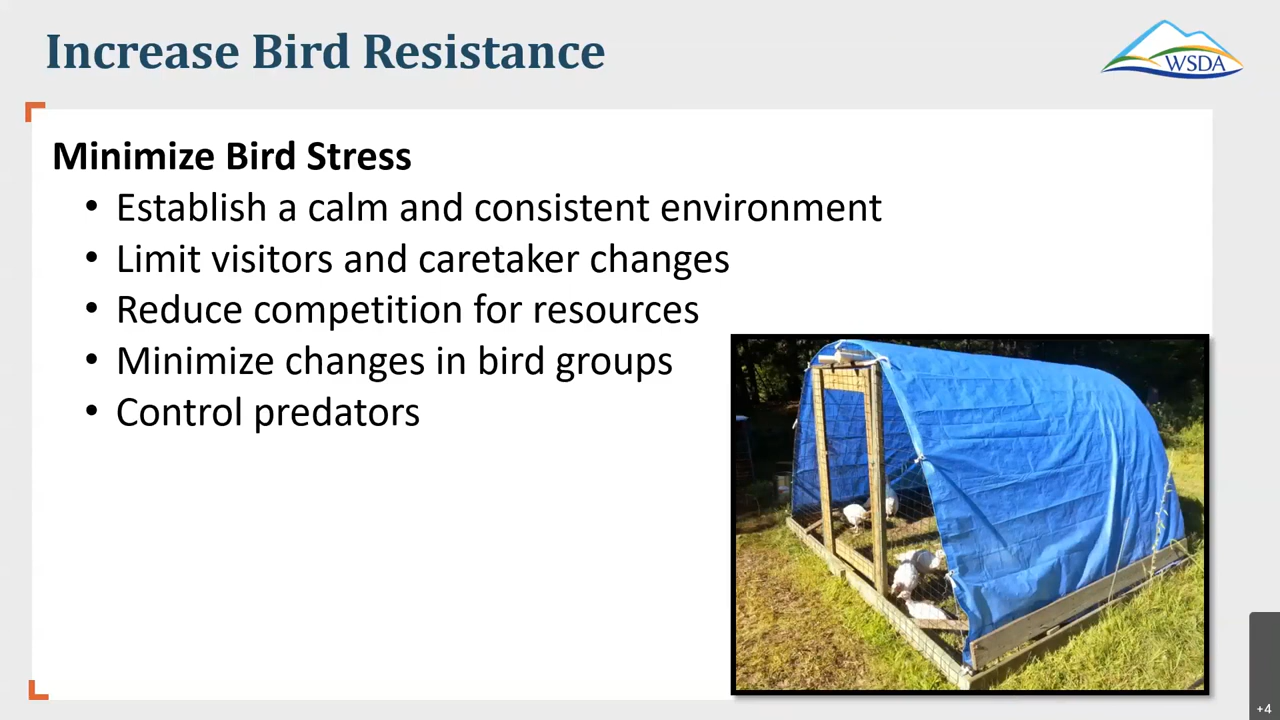 Increase Bird Resistance
WSDA
Minimize Bird Stress
• Establish a calm and consistent environment
• Limit visitors and caretaker changes
• Reduce competition for resources
• Minimize changes in bird groups
• Control predators
+4